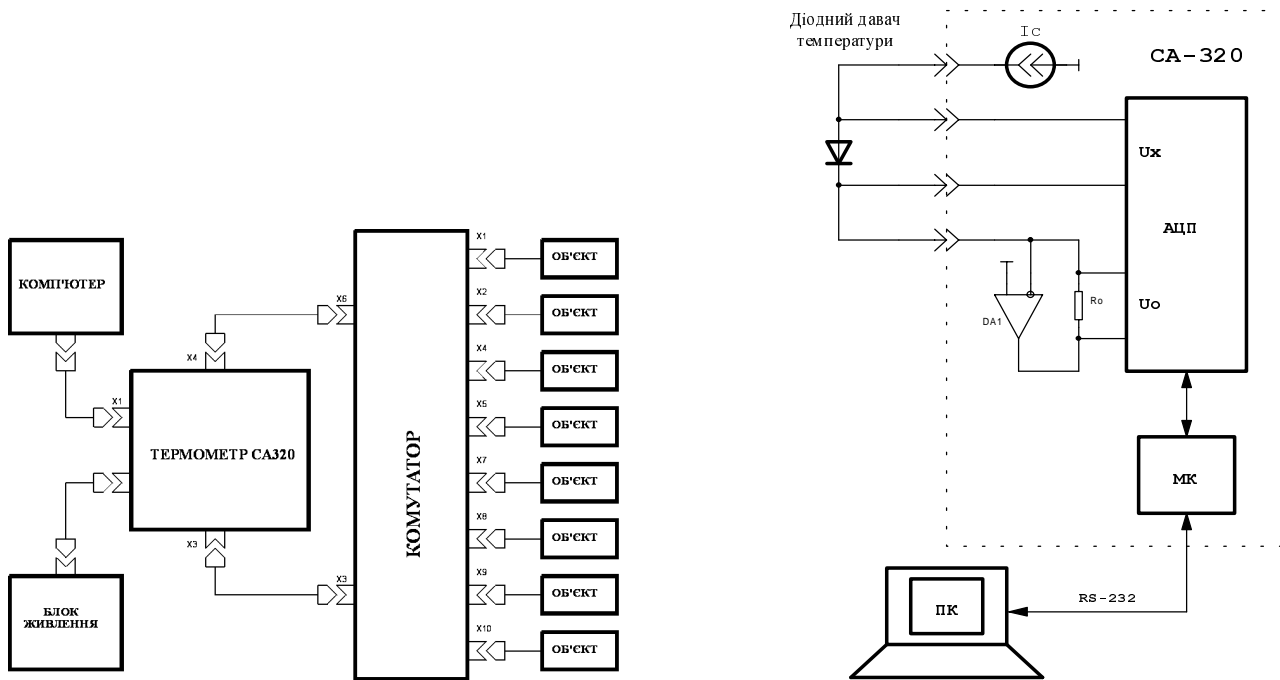 КОМП'ЮТЕР
X1
X4
ТЕРМОМЕТР СА320
X3
БЛОК
ЖИВЛЕННЯ
X6
X3
КОМУТАТОР
X1
ОБ'ЄКТ
X2
ОБ'ЄКТ
X4
ОБ'ЄКТ
X5
ОБ'ЄКТ
X7
ОБ'ЄКТ
X8
ОБ'ЄКТ
X9
ОБ'ЄКТ
X10
ОБ'ЄКТ
Діодний давач
температури
Ic
CA-320
Ux
АЦП
Uo
Ro
DA1
МК
RS-232
ПК